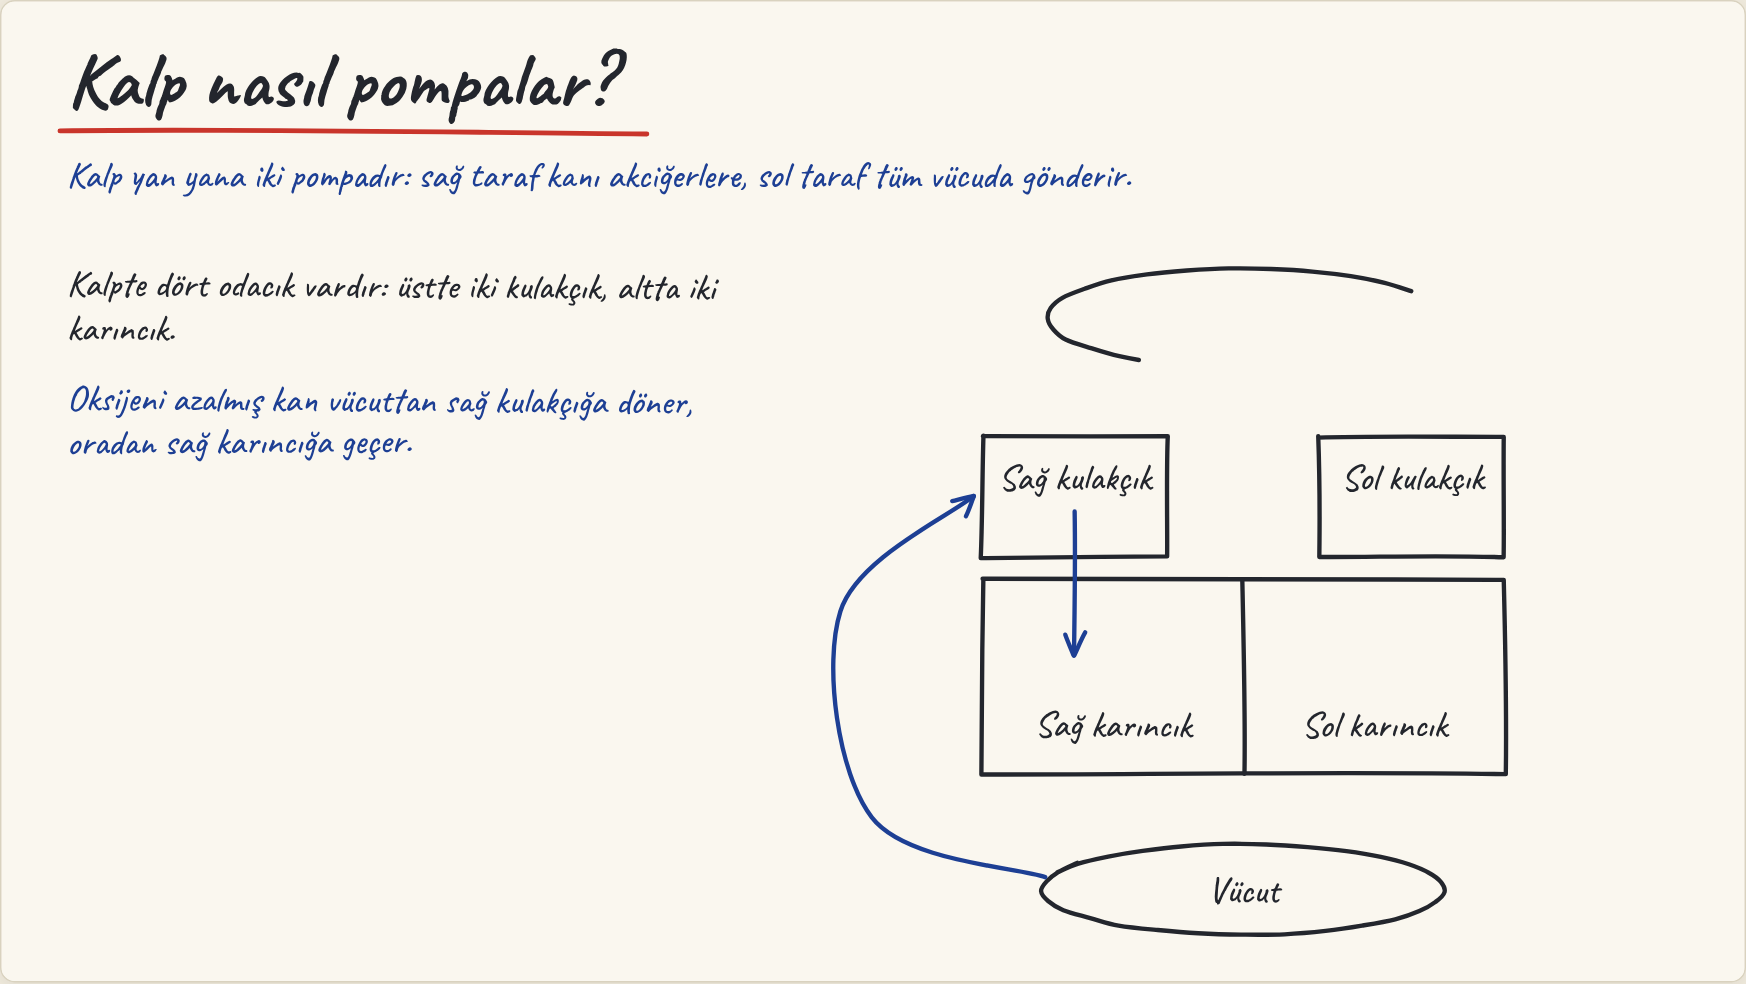 Kalp nasıl pompalar?
Kalp yan yana iki pompadır: sağ taraf kanı akciğerlere, sol taraf tüm vücuda gönderir.
Kalpte dört odacık vardır: üstte iki kulakçık, altta iki
karıncık.
Oksijeni azalmış kan vücuttan sağ kulakçığa döner,
oradan sağ karıncığa geçer.
Sağ kulakçık
Sol kulakçık
Sağ karıncık
Sol karıncık
Vücut